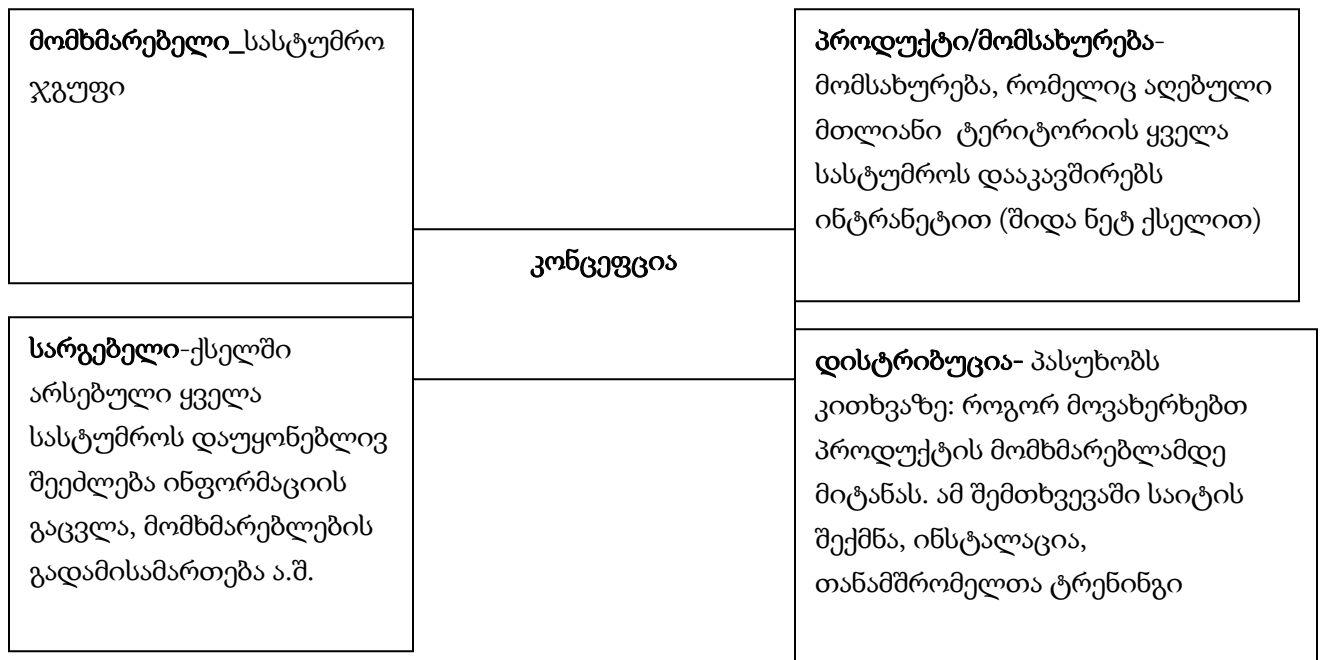 მომხმარებელი_სასტუმრო
ჯგუფი
პროდუქტი/მომსახურება-
მომსახურება, რომელიც აღებული
მთლიანი ტერიტორიის ყველა
სასტუმროს დააკავშირებს
ინტრანეტით (შიდა ნეტ ქსელით)
კონცეფცია
სარგებელი-ქსელში
არსებული ყველა
სასტუმროს დაუყონებლივ
შეეძლება ინფორმაციის
გაცვლა, მომხმარებლების
გადამისამართება ა.შ.
დისტრიბუცია- პასუხობს
კითხვაზე: როგორ მოვახერხებთ
პროდუქტის მომხმარებლამდე
მიტანას. ამ შემთხვევაში საიტის
შექმნა, ინსტალაცია,
თანამშრომელთა ტრენინგი